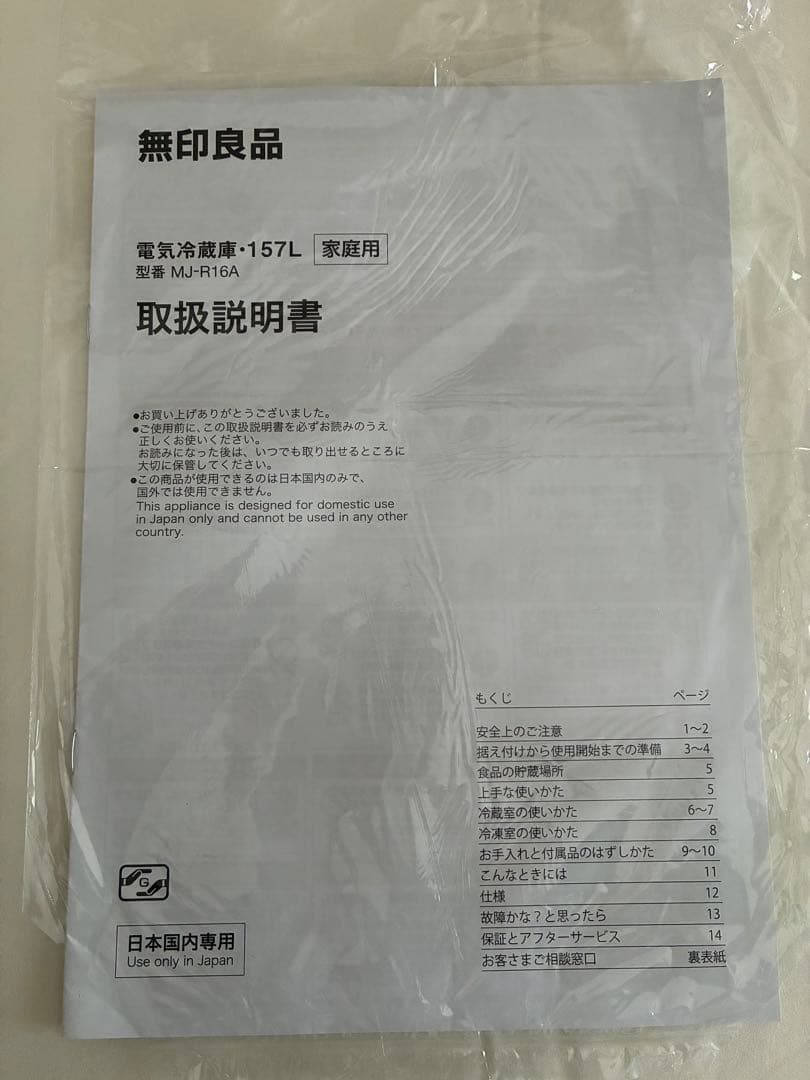 無印良品
電気冷蔵庫・157L 家庭用
型番 MJ-R16A
取扱説明書
●お買い上げありがとうございました。
●ご使用前に、この取扱説明書を必ずお読みのうえ
正しくお使いください。
お読みになった後は、いつでも取り出せるところに
大切に保管してください。
●この商品が使用できるのは日本国内のみで、
国外では使用できません。
This appliance is designed for domestic use
in Japan only and cannot be used in any other
country.
もくじ ページ
安全上のご注意 1〜2
据え付けから使用開始までの準備 3〜4
食品の貯蔵場所 5
上手な使いかた 5
冷蔵室の使いかた 6〜7
冷凍室の使いかた 8
お手入れと付属品のはずしかた 9〜10
こんなときには 11
仕様 12
故障かな？と思ったら 13
保証とアフターサービス 14
お客さまご相談窓口 裏表紙
G
日本国内専用
Use only in Japan